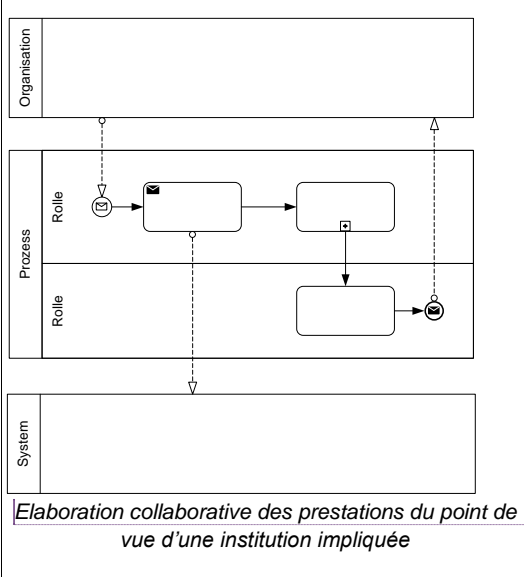 Organisation
Prozess
Rolle
Rolle
System
Elaboration collaborative des prestations du point de
vue d'une institution impliquée